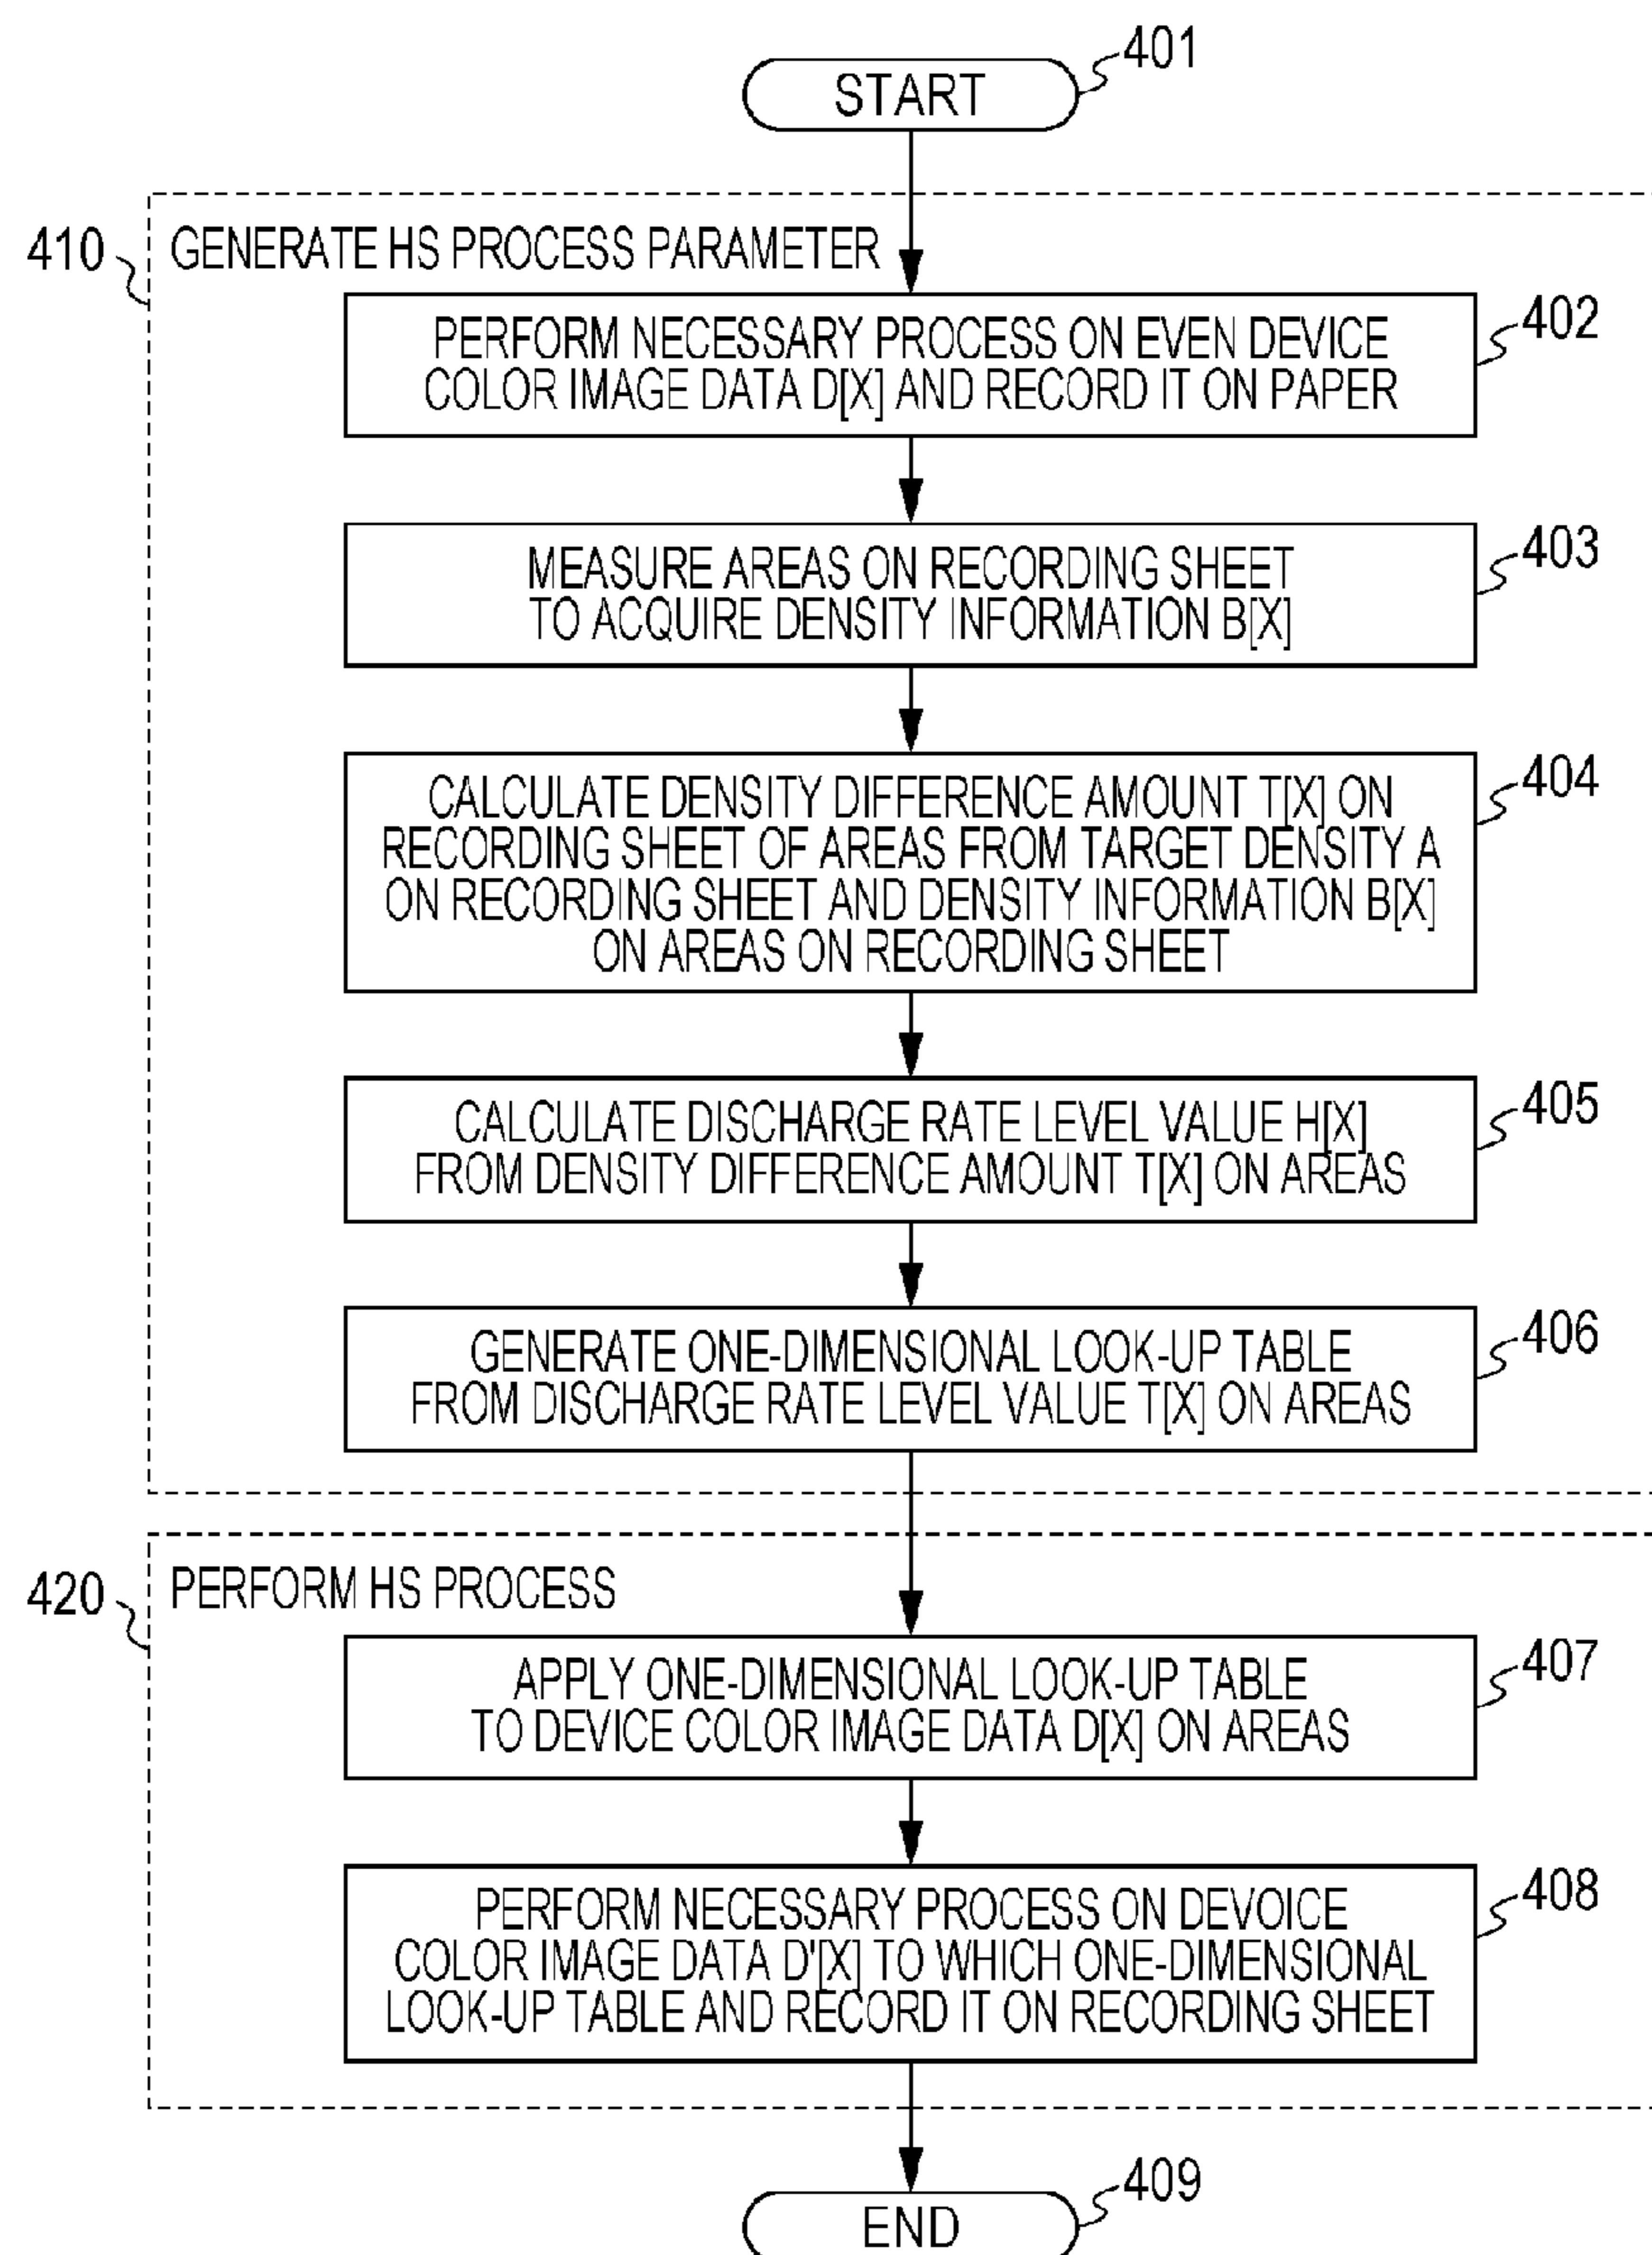 401
START
410
GENERATE HS PROCESS PARAMETER
402
PERFORM NECESSARY PROCESS ON EVEN DEVICE
COLOR IMAGE DATA D[X] AND RECORD IT ON PAPER
403
MEASURE AREAS ON RECORDING SHEET
TO ACQUIRE DENSITY INFORMATION B[X]
404
CALCULATE DENSITY DIFFERENCE AMOUNT T[X] ON
RECORDING SHEET OF AREAS FROM TARGET DENSITY A
ON RECORDING SHEET AND DENSITY INFORMATION B[X]
ON AREAS ON RECORDING SHEET
405
CALCULATE DISCHARGE RATE LEVEL VALUE H[X]
FROM DENSITY DIFFERENCE AMOUNT T[X] ON AREAS
406
GENERATE ONE-DIMENSIONAL LOOK-UP TABLE
FROM DISCHARGE RATE LEVEL VALUE T[X] ON AREAS
420
PERFORM HS PROCESS
407
APPLY ONE-DIMENSIONAL LOOK-UP TABLE
TO DEVICE COLOR IMAGE DATA D[X] ON AREAS
408
PERFORM NECESSARY PROCESS ON DEVOICE
COLOR IMAGE DATA D'[X] TO WHICH ONE-DIMENSIONAL
LOOK-UP TABLE AND RECORD IT ON RECORDING SHEET
409
END